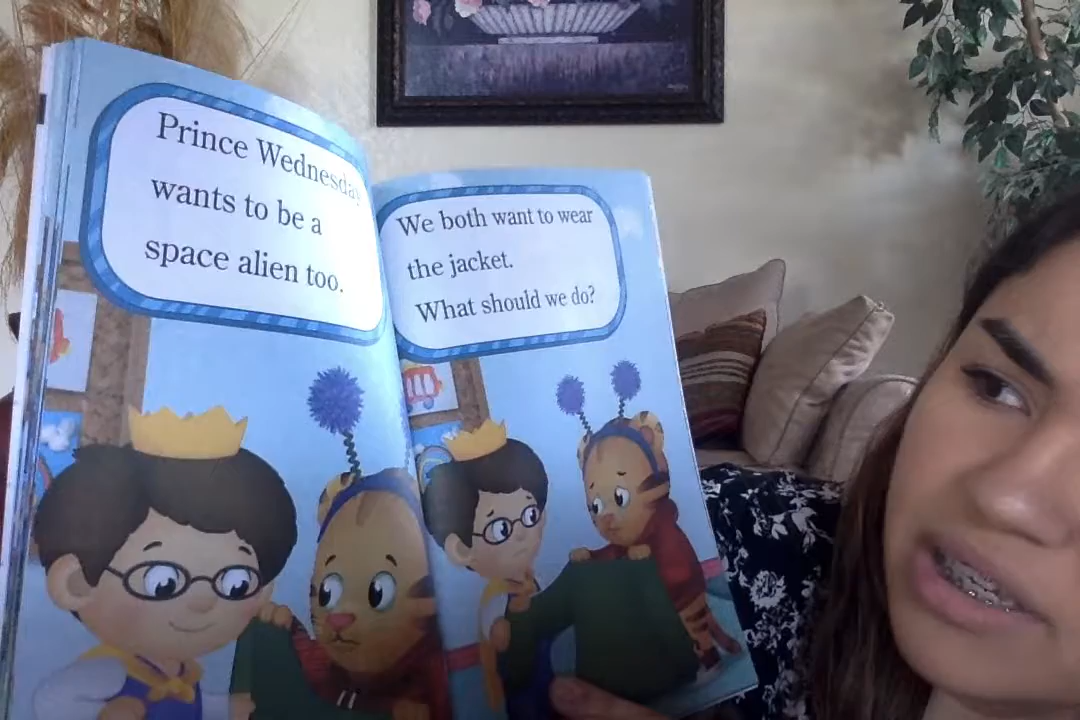 Prince Wednesday
wants to be a
space alien too.
We both want to wear
the jacket.
What should we do?